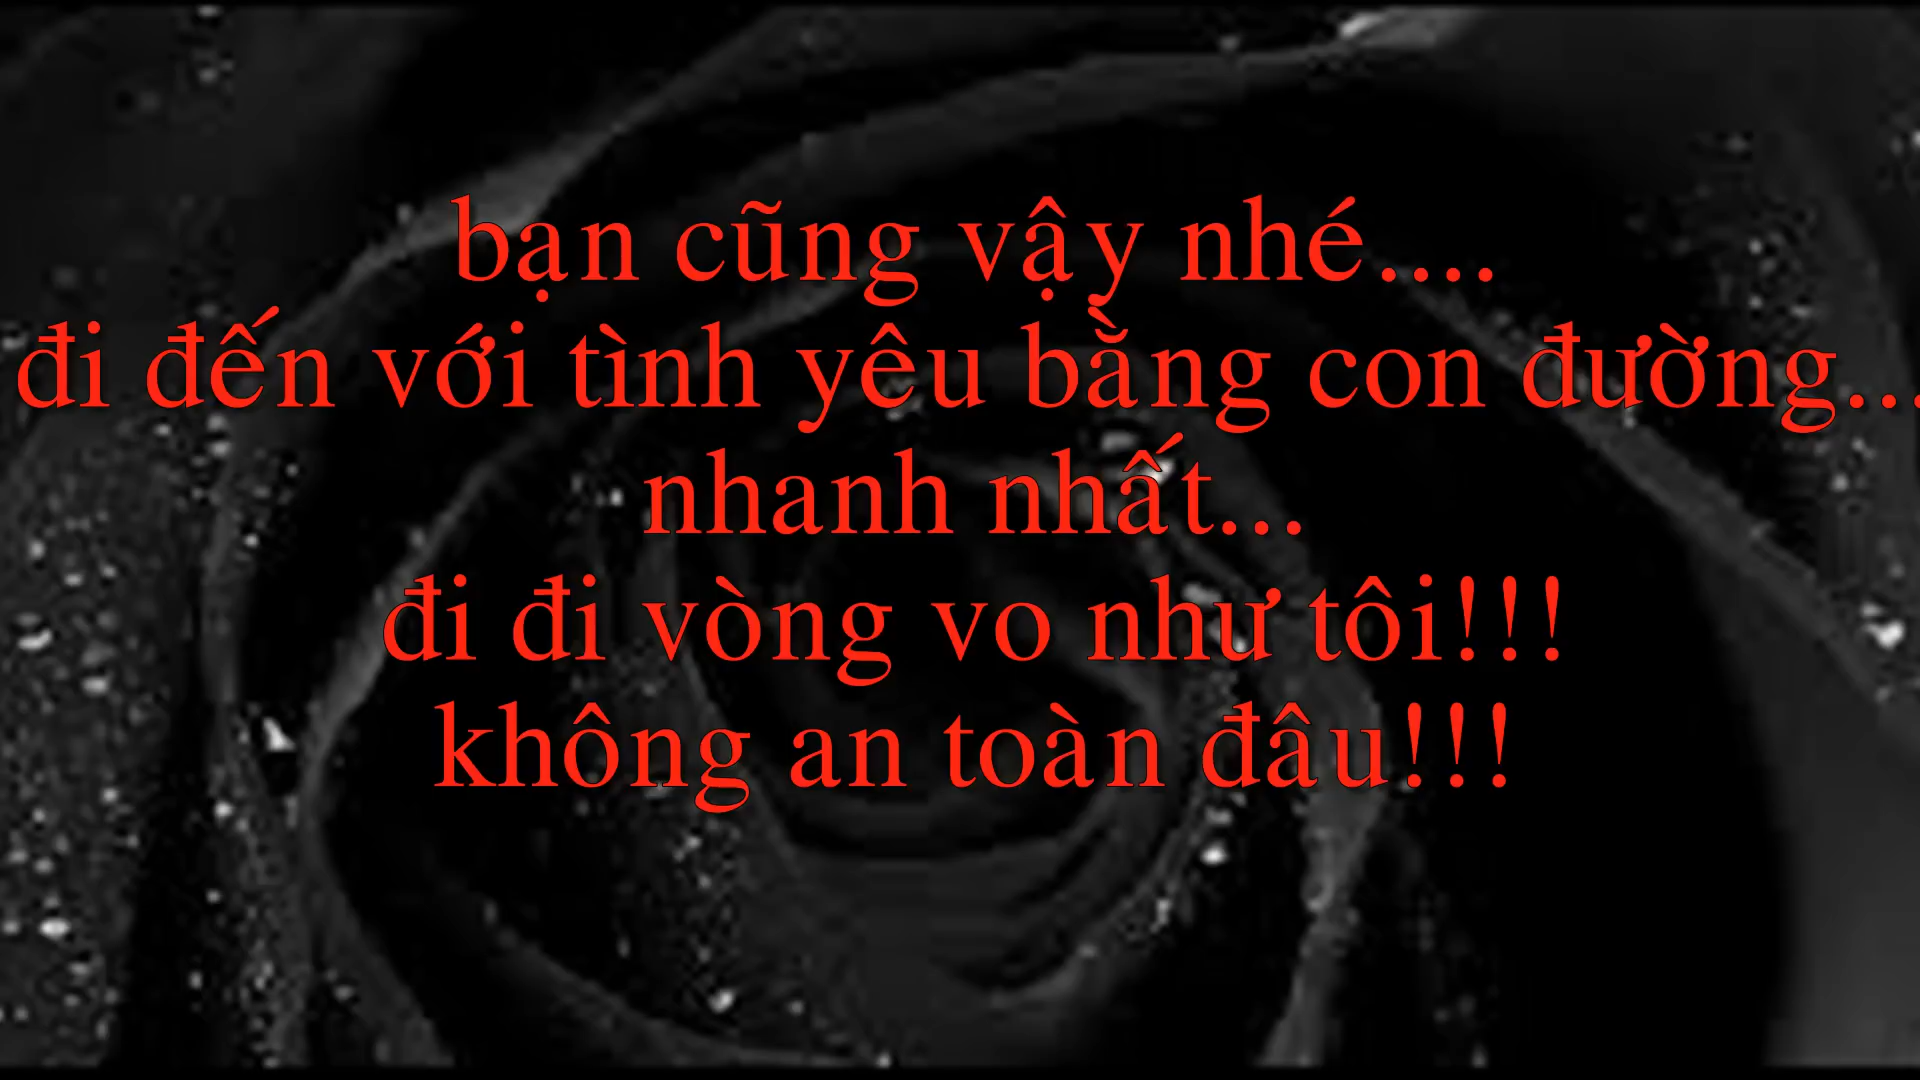 bạn cũng vậy nhé....
đi đến với tình yêu bằng con đường...
nhanh nhất...
đi đi vòng vo như tôi!!!
không an toàn đâu!!!